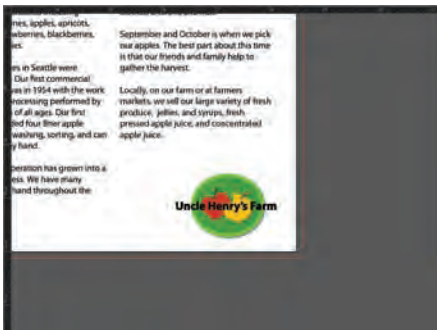 nes, apples, apricots,
wberries, blackberries,
es.
es in Seattle were
Our first commercial
was in 1954 with the work
rocessing performed by
of all ages. Our first
ded four
apple
washing, sorting, and can
y hand.
peration has grown into a
ess. We have many
hand throughout the
September and October is when we pick
our apples. The best part about this time
is that our friends and family help to
gather the harvest.
Locally, on our farm or at farmers
markets, we sell our large variety of fresh
produce, jellies, and syrups, fresh
pressed apple juice, and concentrated
apple juice.
Uncle Henry's Farm